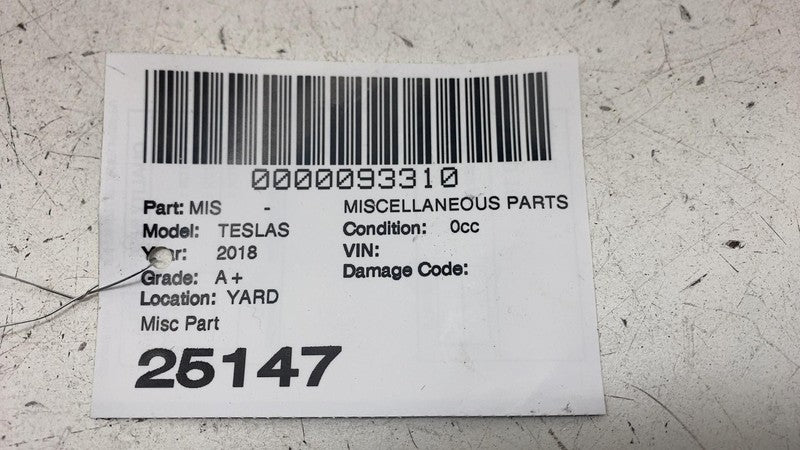 0000093310
Part: MIS - MISCELLANEOUS PARTS
Model: TESLAS Condition: 0cc
Year: 2018 VIN:
Grade: A+ Damage Code:
Location: YARD
Misc Part
25147